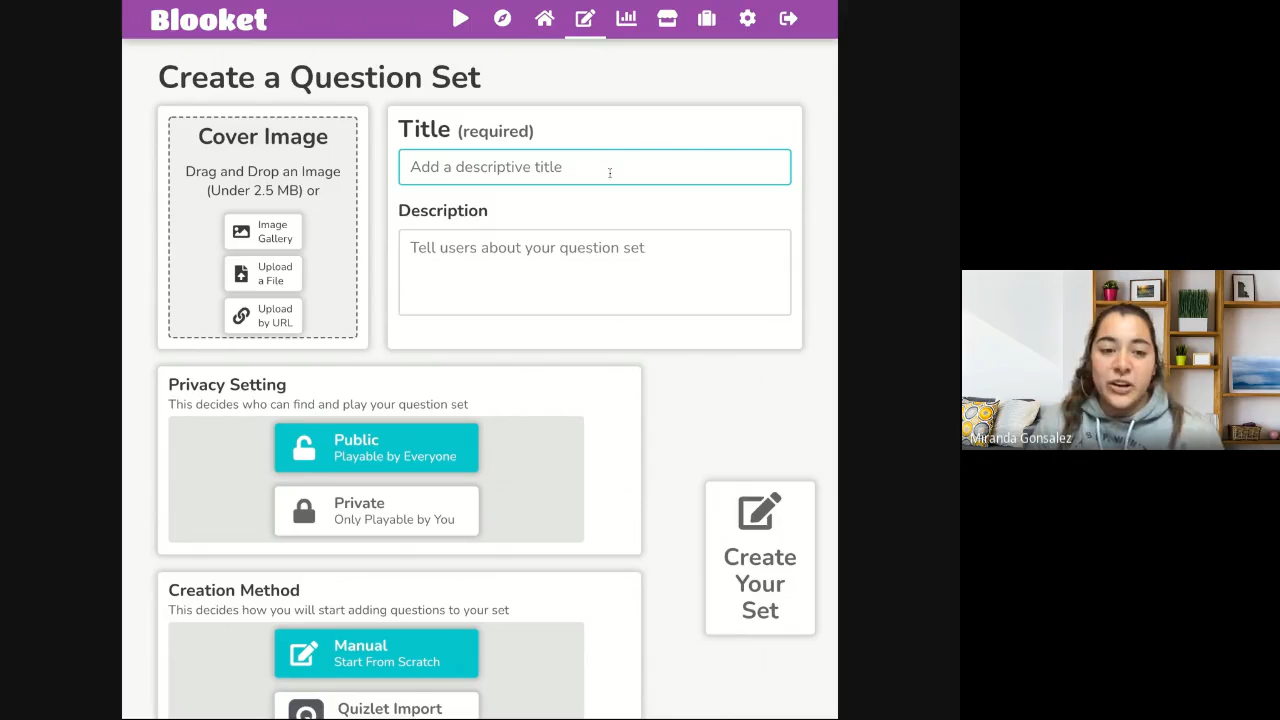 Blooket
Create a Question Set
Cover Image
Drag and Drop an Image
(Under 2.5 MB) or
Image
Gallery
Upload
a File
Upload
by URL
Title (required)
Add a descriptive title
Description
Tell users about your question set
Privacy Setting
This decides who can find and play your question set
Public
Playable by Everyone
Private
Only Playable by You
Create
Your
Set
Creation Method
This decides how you will start adding questions to your set
Manual
Start From Scratch
Quizlet Import
Miranda Gonsalez